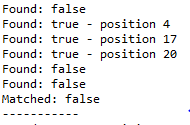 Found: false
Found: true - position 4
Found: true - position 17
Found: true - position 20
Found: false
Found: false
Matched: false
-----------